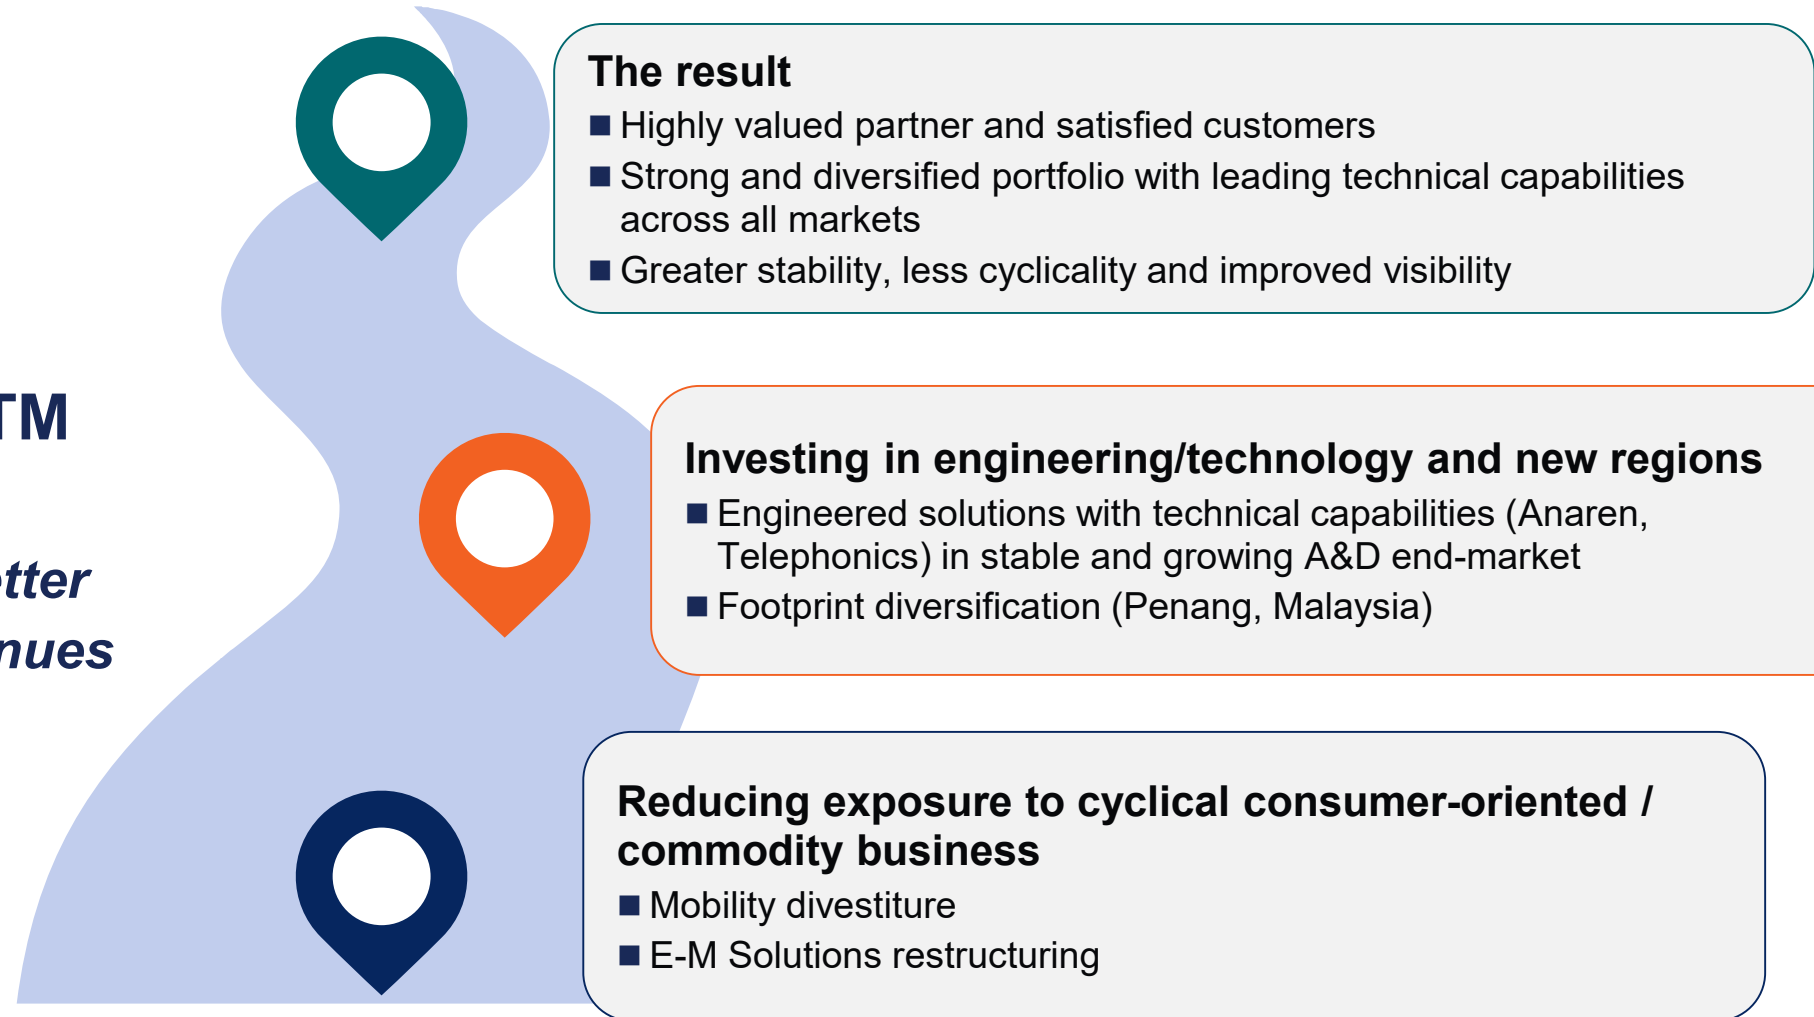 TM
tter
nues
The result
■ Highly valued partner and satisfied customers
■ Strong and diversified portfolio with leading technical capabilities
across all markets
■ Greater stability, less cyclicality and improved visibility
Investing in engineering/technology and new regions
■ Engineered solutions with technical capabilities (Anaren,
Telephonics) in stable and growing A&D end-market
■ Footprint diversification (Penang, Malaysia)
Reducing exposure to cyclical consumer-oriented /
commodity business
■ Mobility divestiture
■ E-M Solutions restructuring